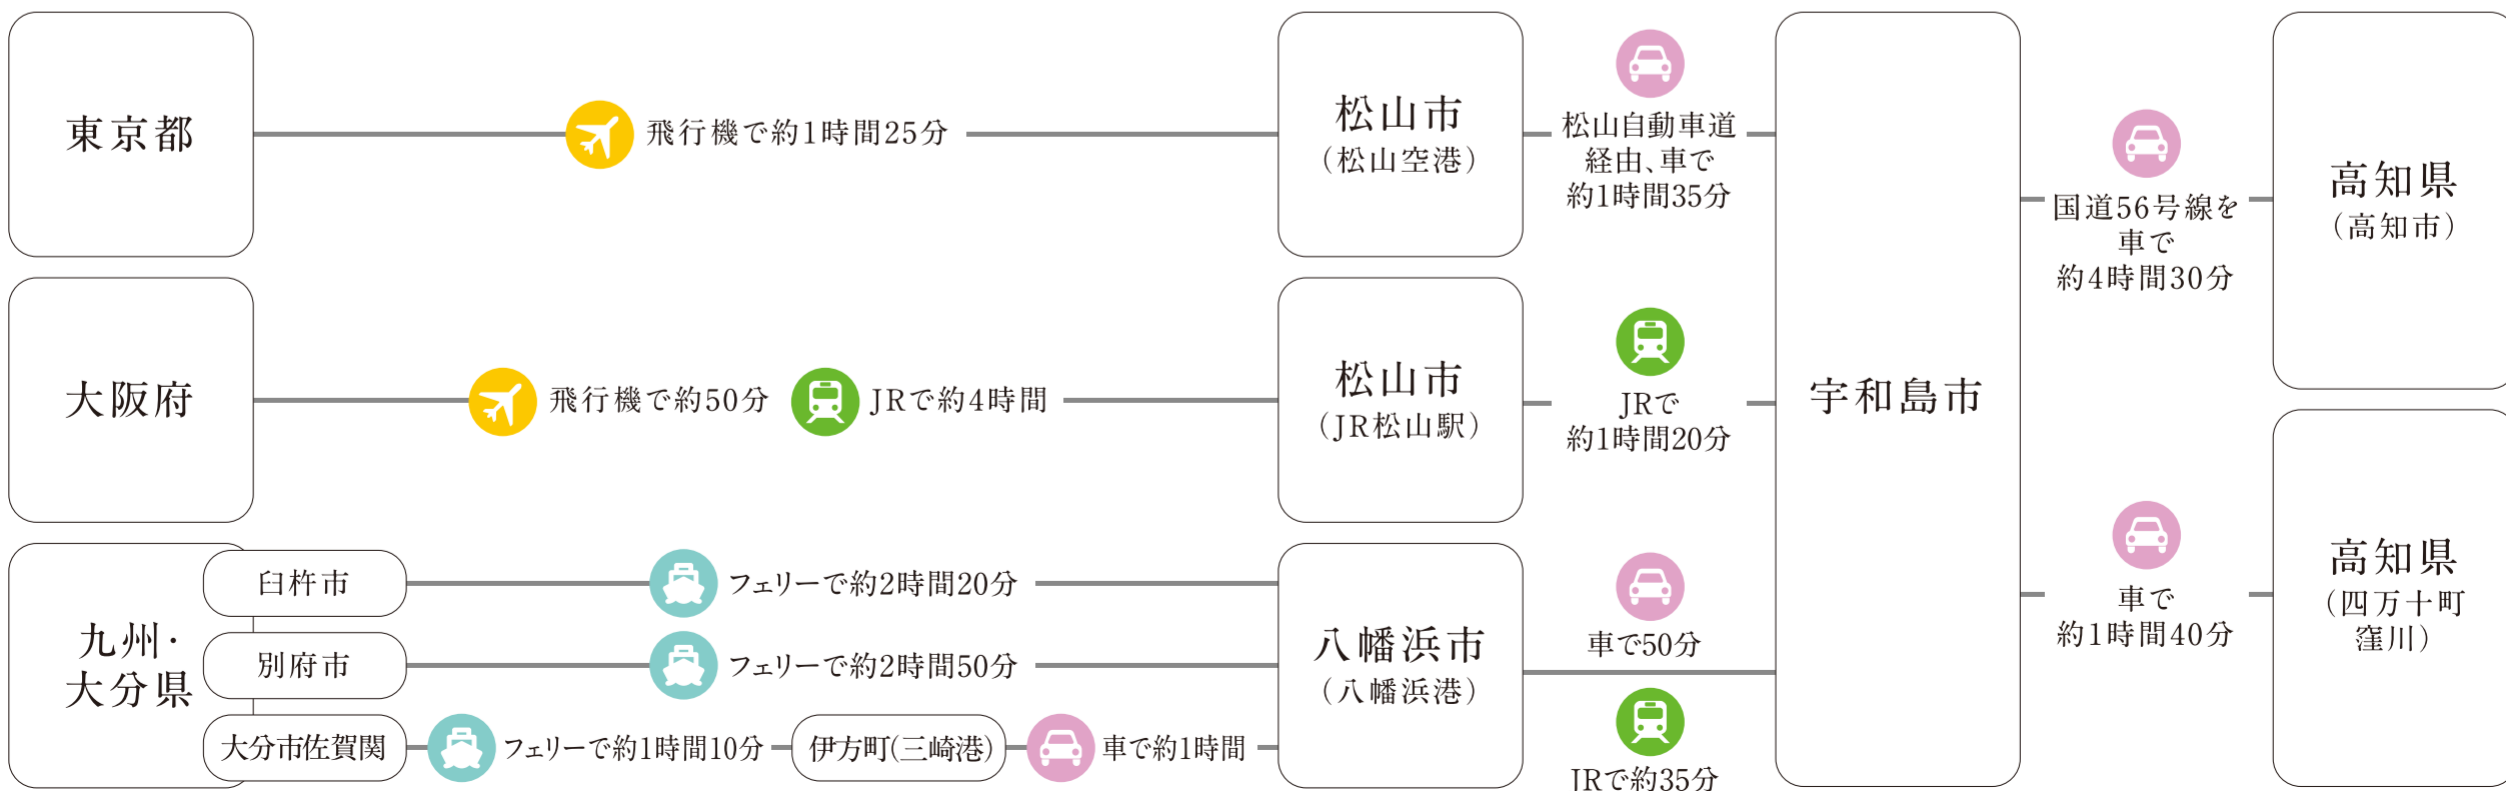 東京都
飛行機で約1時間25分
松山市
（松山空港）
松山自動車道
経由、車で
約1時間35分
大阪府
飛行機で約50分
JRで約4時間
松山市
（JR松山駅）
JRで
約1時間20分
九州・
大分県
臼杵市
フェリーで約2時間20分
別府市
フェリーで約2時間50分
大分市佐賀関
フェリーで約1時間10分
伊方町(三崎港)
車で約1時間
八幡浜市
（八幡浜港）
車で50分
JRで約35分
宇和島市
国道56号線を
車で
約4時間30分
高知県
（高知市）
車で
約1時間40分
高知県
（四万十町
窪川）